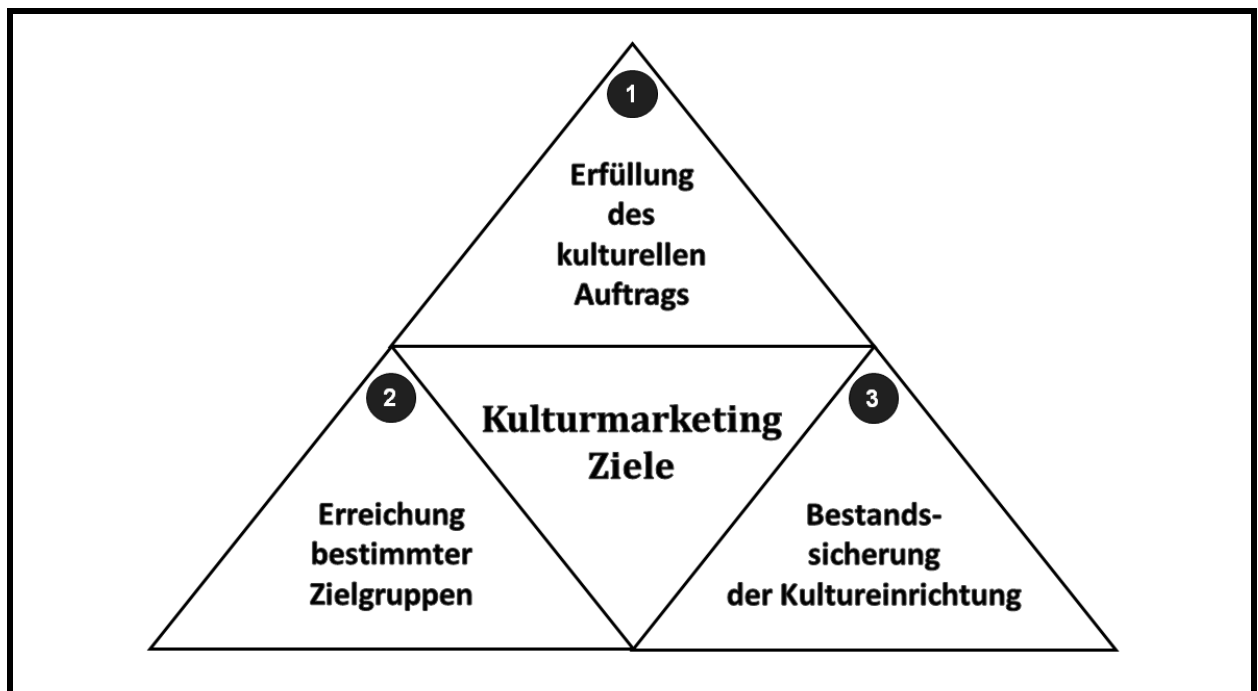 1
Erfüllung
des
kulturellen
Auftrags
2
Erreichung
bestimmter
Zielgruppen
Kulturmarketing
Ziele
3
Bestands-
sicherung
der Kultureinrichtung